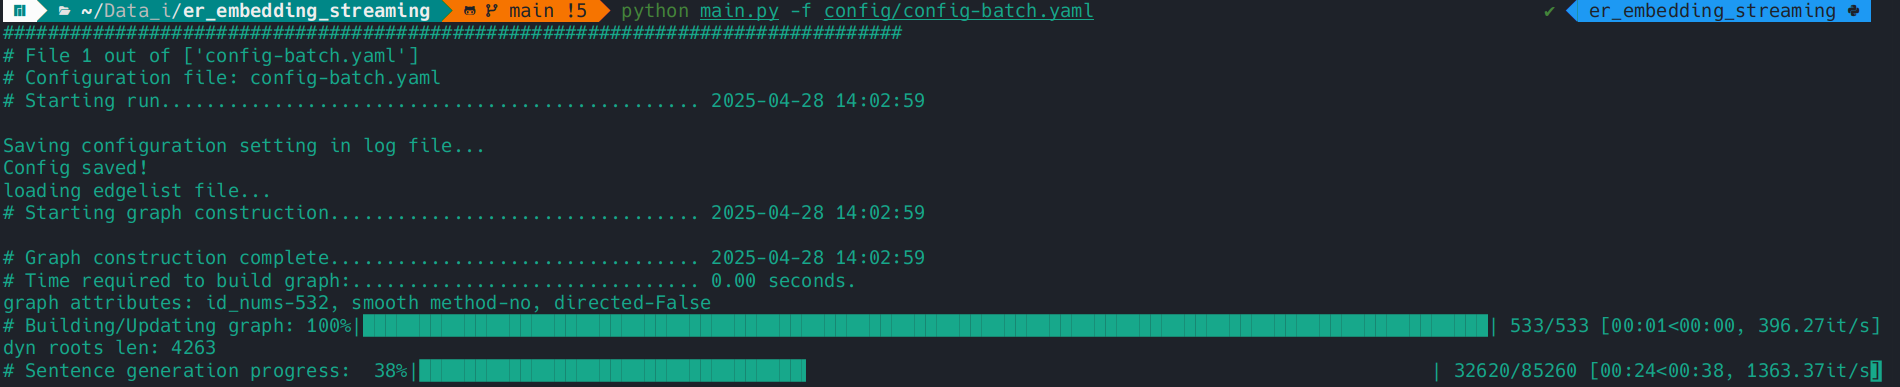 ~/Data_i/er_embedding_streaming main !5 python main.py -f config/config-batch.yaml ✔ er_embedding_streaming
################################################################################
# File 1 out of ['config-batch.yaml']
# Configuration file: config-batch.yaml
# Starting run................................................ 2025-04-28 14:02:59
Saving configuration setting in log file...
Config saved!
loading edgelist file...
# Starting graph construction................................. 2025-04-28 14:02:59
# Graph construction complete................................. 2025-04-28 14:02:59
# Time required to build graph:............................... 0.00 seconds.
graph attributes: id_nums-532, smooth method-no, directed-False
# Building/Updating graph: 100%| | 533/533 [00:01<00:00, 396.27it/s]
dyn roots len: 4263
# Sentence generation progress: 38%| | 32620/85260 [00:24<00:38, 1363.37it/s]